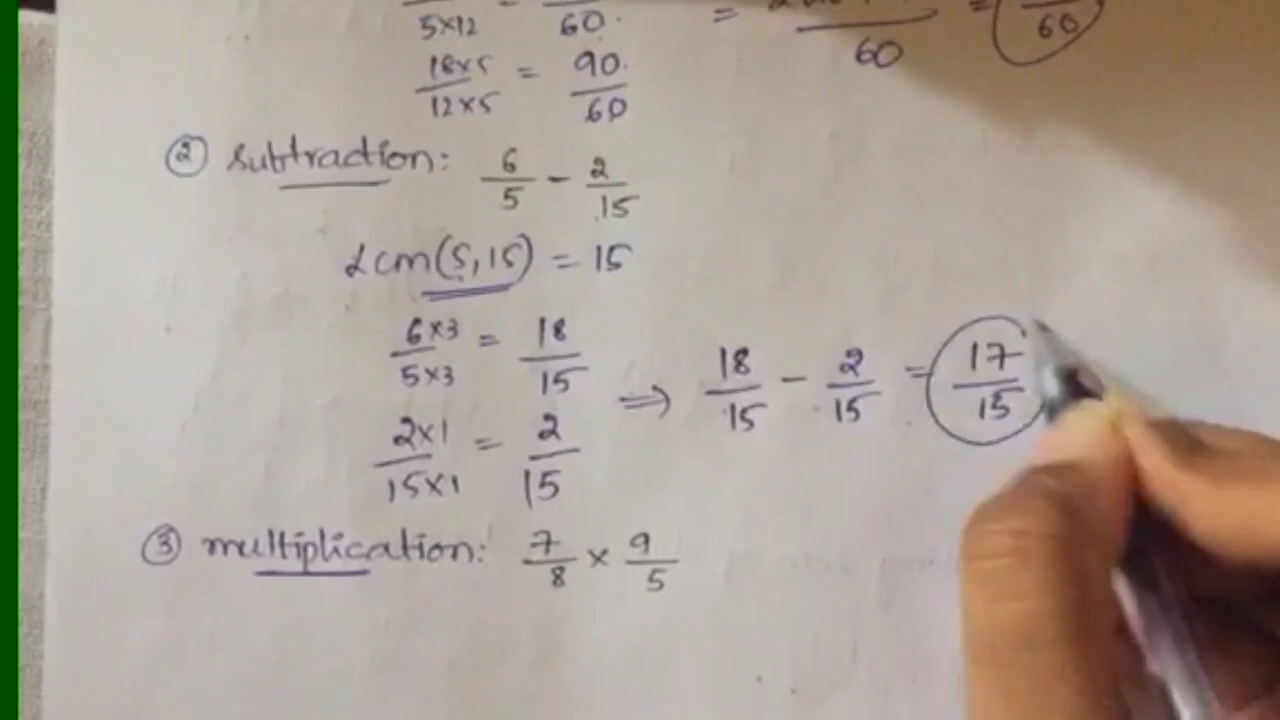 5×12 = 60. = 60 = 60
18×5/12×5 = 90./60
② subtraction: 6/5 - 2/15
Lcm(5,15) = 15
6×3/5×3 = 18/15
⇒ 18/15 - 2/15 = 17/15
2×1/15×1 = 2/15
③ multiplication: 7/8 × 9/5